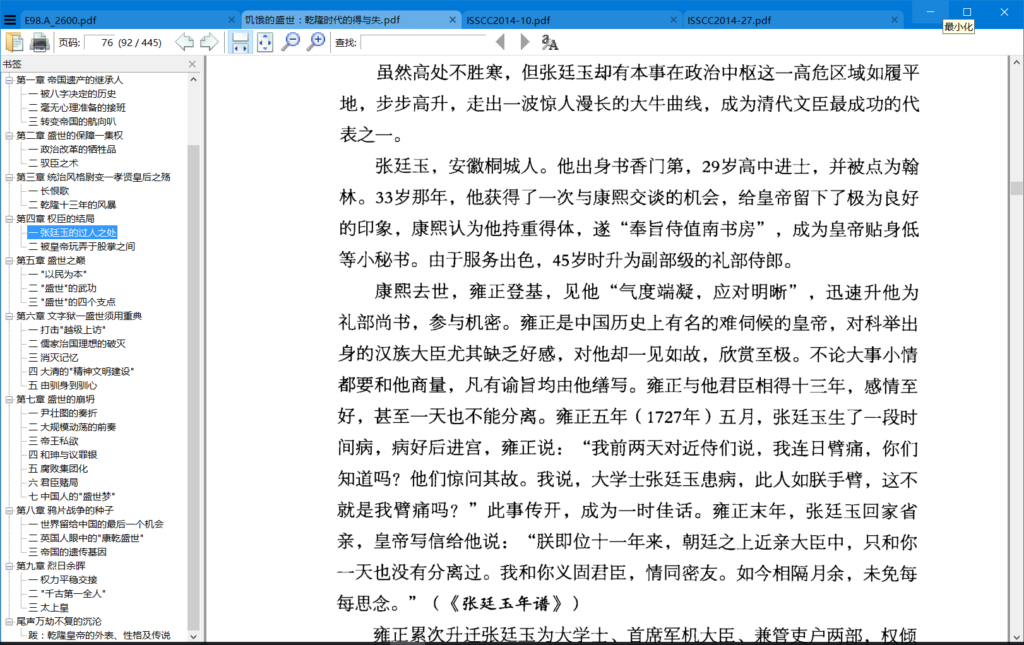 E98.A_2600.pdf
饥饿的盛世：乾隆时代的得与失.pdf
ISSCC2014-10.pdf
ISSCC2014-27.pdf
最小化
页码: 76 (92 / 445)
查找:
书签
第一章 帝国遗产的继承人
一 被八字决定的历史
二 毫无心理准备的接班
三 转变帝国的航向叭
第二章 盛世的保障一集权
一 政治改革的牺牲品
二 驭臣之术
第三章 统治风格尉变一孝贤皇后之殇
一 长恨歌
二 乾隆十三年的风暴
第四章 权臣的结局
一 张廷玉的过人之处
二 被皇帝玩弄于股掌之间
第五章 盛世之巅
一 "以民为本"
二 "盛世"的武功
三 "盛世"的四个支点
第六章 文字狱一盛世须用重典
一 打击"越级上访"
二 儒家治国理想的破灭
三 消灭记忆
四 大清的"精神文明建设"
五 由驯身到驯心
第七章 盛世的崩坍
一 尹壮图的奏折
二 大规模动荡的前奏
三 帝王私欲
四 和珅与议罪银
五 腐败集团化
六 君臣赌局
七 中国人的"盛世梦"
第八章 鸦片战争的种子
一 世界留给中国的最后一个机会
二 英国人眼中的"康乾盛世"
三 帝国的遗传基因
第九章 烈日余晖
一 权力平稳交接
二 "千古第一全人"
三 太上皇
尾声万劫不复的沉沦
跋：乾隆皇帝的外表、性格及传说
虽然高处不胜寒，但张廷玉却有本事在政治中枢这一高危区域如履平
地，步步高升，走出一波惊人漫长的大牛曲线，成为清代文臣最成功的代
表之一。
张廷玉，安徽桐城人。他出身书香门第，29岁高中进士，并被点为翰
林。33岁那年，他获得了一次与康熙交谈的机会，给皇帝留下了极为良好
的印象，康熙认为他持重得体，遂“奉旨侍值南书房”，成为皇帝贴身低
等小秘书。由于服务出色，45岁时升为副部级的礼部侍郎。
康熙去世，雍正登基，见他“气度端凝，应对明晰”，迅速升他为
礼部尚书，参与机密。雍正是中国历史上有名的难伺候的皇帝，对科举出
身的汉族大臣尤其缺乏好感，对他却一见如故，欣赏至极。不论大事小情
都要和他商量，凡有谕旨均由他缮写。雍正与他君臣相得十三年，感情至
好，甚至一天也不能分离。雍正五年（1727年）五月，张廷玉生了一段时
间病，病好后进宫，雍正说：“我前两天对近侍们说，我连日臂痛，你们
知道吗？他们惊问其故。我说，大学士张廷玉患病，此人如朕手臂，这不
就是我臂痛吗？”此事传开，成为一时佳话。雍正末年，张廷玉回家省
亲，皇帝写信给他说：“朕即位十一年来，朝廷之上近亲大臣中，只和你
一天也没有分离过。我和你义固君臣，情同密友。如今相隔月余，未免每
每思念。”（《张廷玉年谱》）
雍正累次升迁张廷玉为大学士、首席军机大臣、兼管吏户两部，权倾